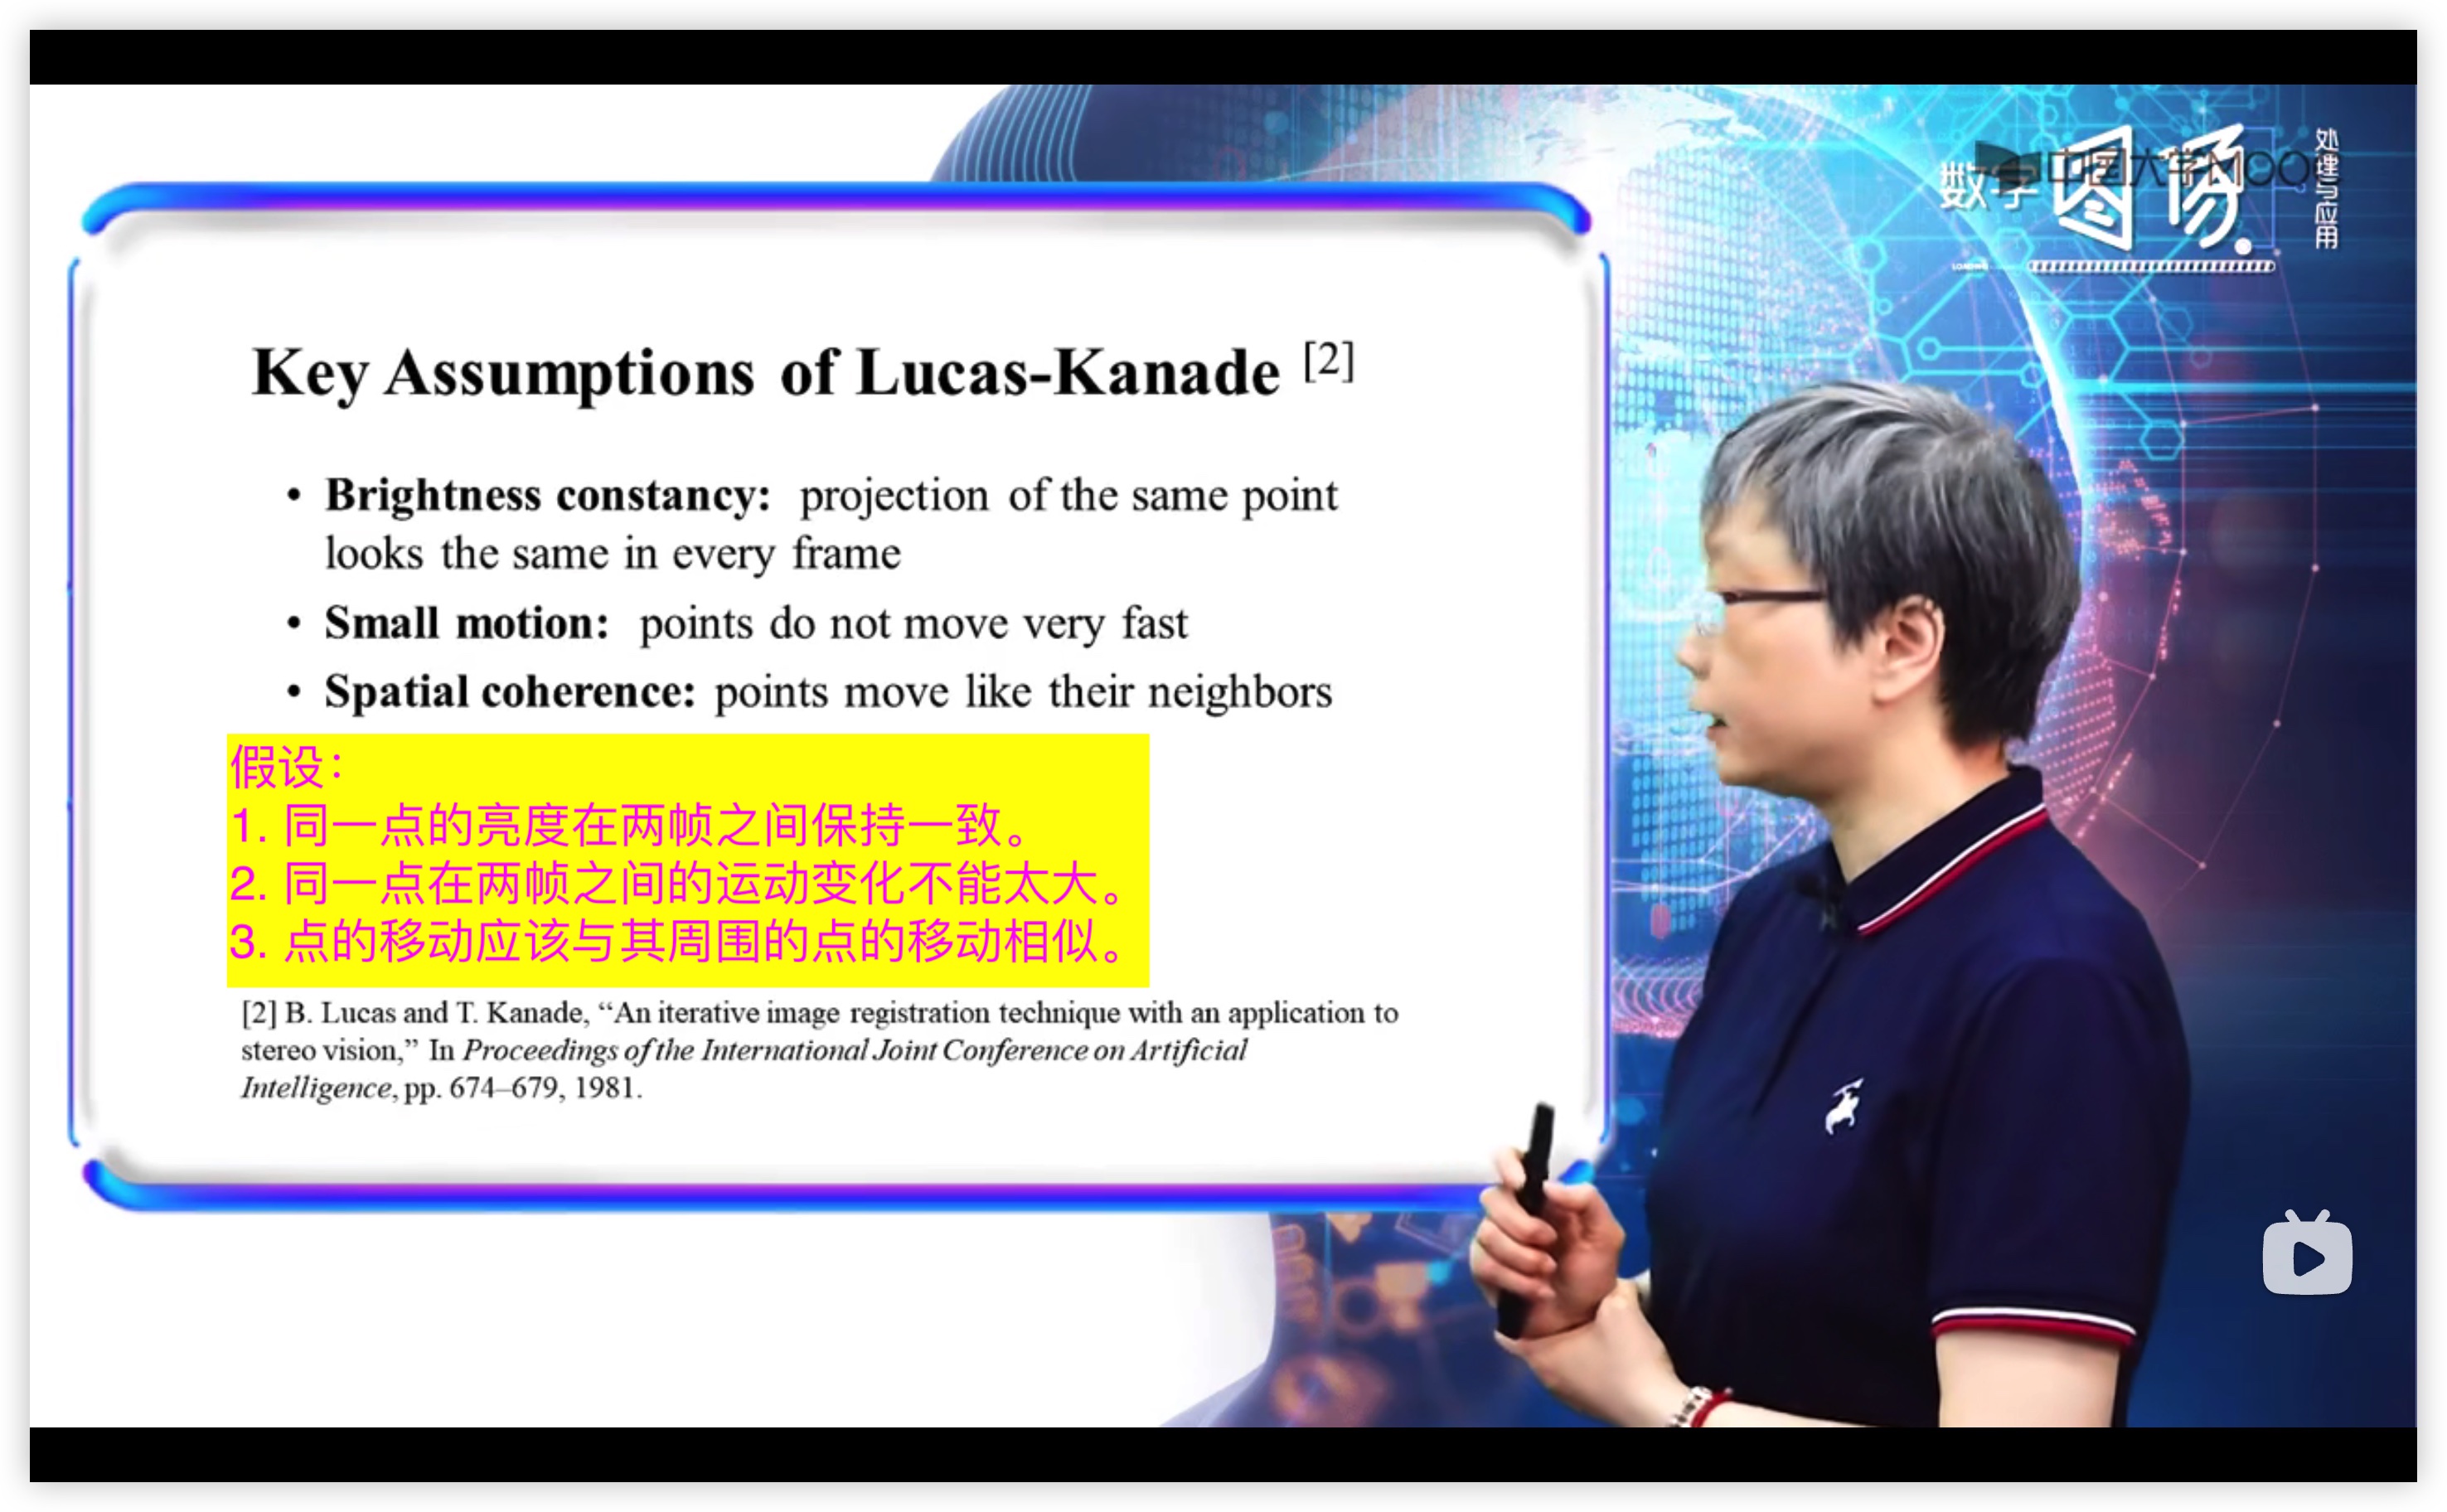 数字图场
处理与应用
中国大学MOO
LOADING
Key Assumptions of Lucas-Kanade [2]
• Brightness constancy: projection of the same point
looks the same in every frame
• Small motion: points do not move very fast
• Spatial coherence: points move like their neighbors
假设：
1. 同一点的亮度在两帧之间保持一致。
2. 同一点在两帧之间的运动变化不能太大。
3. 点的移动应该与其周围的点的移动相似。
[2] B. Lucas and T. Kanade, “An iterative image registration technique with an application to
stereo vision,” In Proceedings of the International Joint Conference on Artificial
Intelligence, pp. 674–679, 1981.